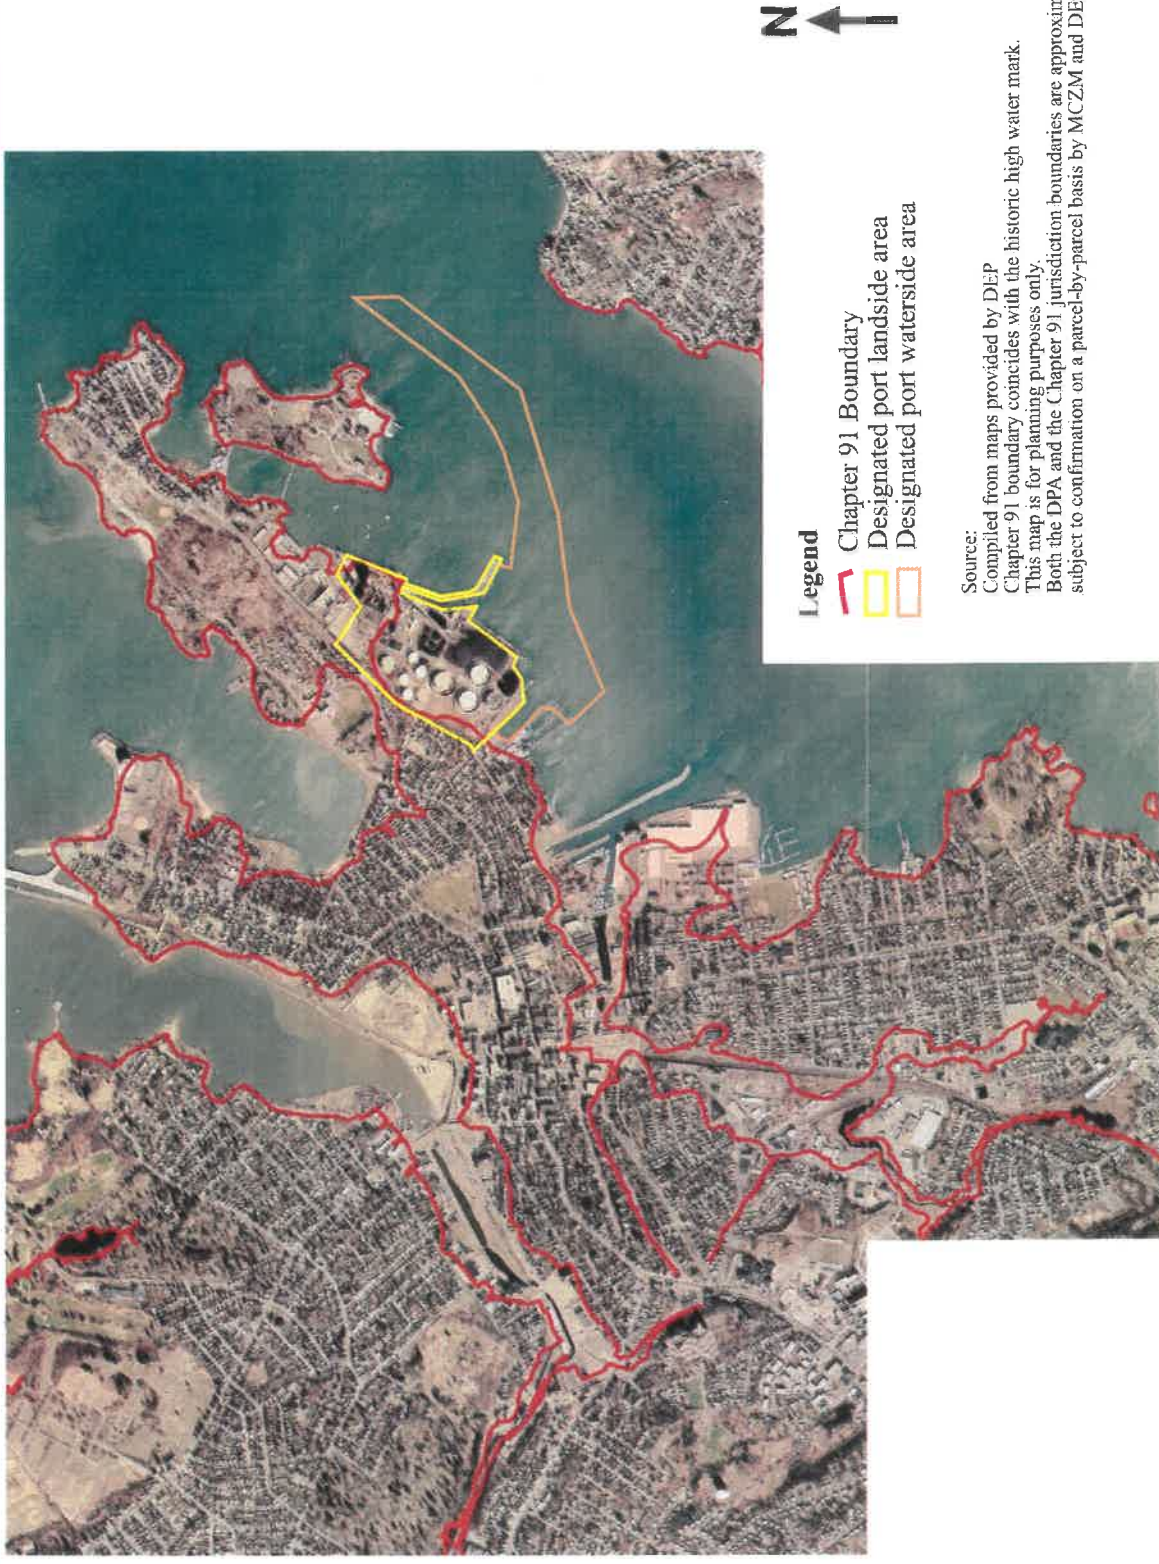 N
Legend
Chapter 91 Boundary
Designated port landside area
Designated port waterside area
Source:
Compiled from maps provided by DEP
Chapter 91 boundary coincides with the historic high water mark.
This map is for planning purposes only.
Both the DPA and the Chapter 91 jurisdiction boundaries are approxim
subject to confirmation on a parcel-by-parcel basis by MCZM and DE